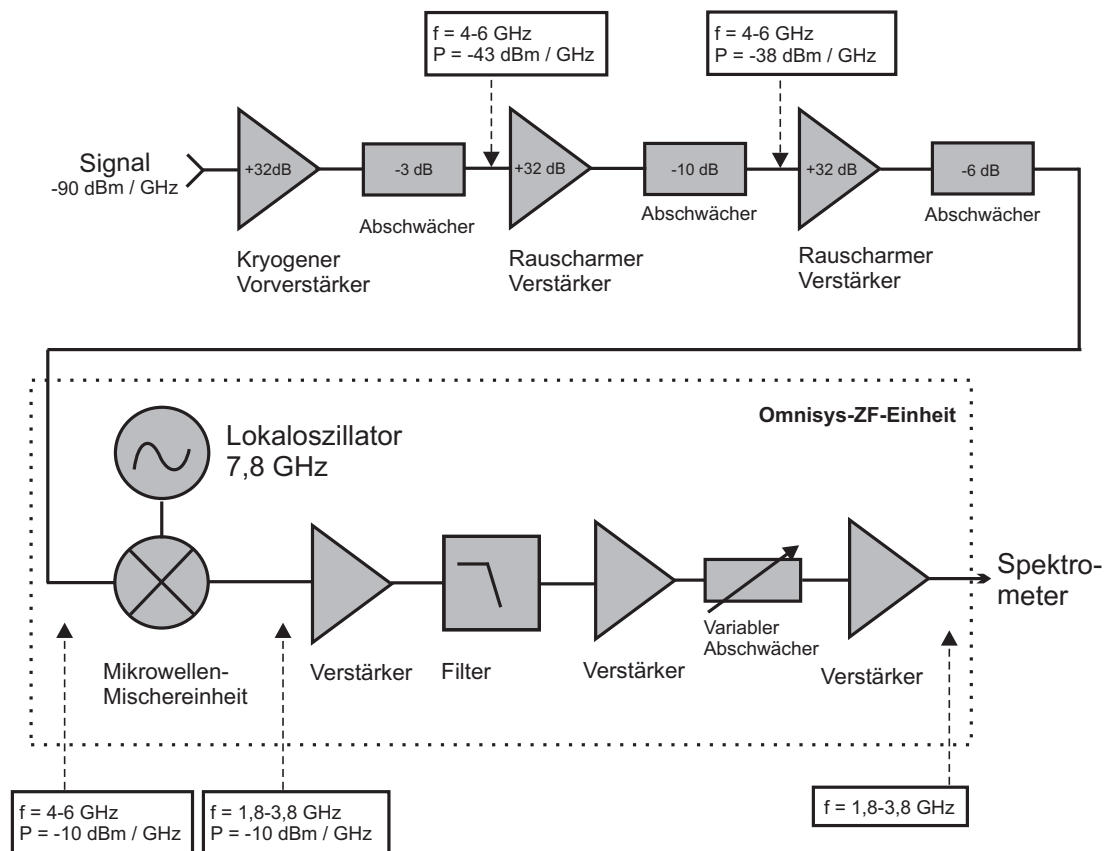 f = 4-6 GHz
P = -43 dBm / GHz
f = 4-6 GHz
P = -38 dBm / GHz
Signal
-90 dBm / GHz
+32dB
-3 dB
+32 dB
-10 dB
+32 dB
-6 dB
Abschwächer
Abschwächer
Abschwächer
Kryogener
Vorverstärker
Rauscharmer
Verstärker
Rauscharmer
Verstärker
Omnisys-ZF-Einheit
Lokaloszillator
7,8 GHz
Spektro-
meter
Mikrowellen-
Mischereinheit
Verstärker
Filter
Verstärker
Variabler
Abschwächer
Verstärker
f = 4-6 GHz
P = -10 dBm / GHz
f = 1,8-3,8 GHz
P = -10 dBm / GHz
f = 1,8-3,8 GHz